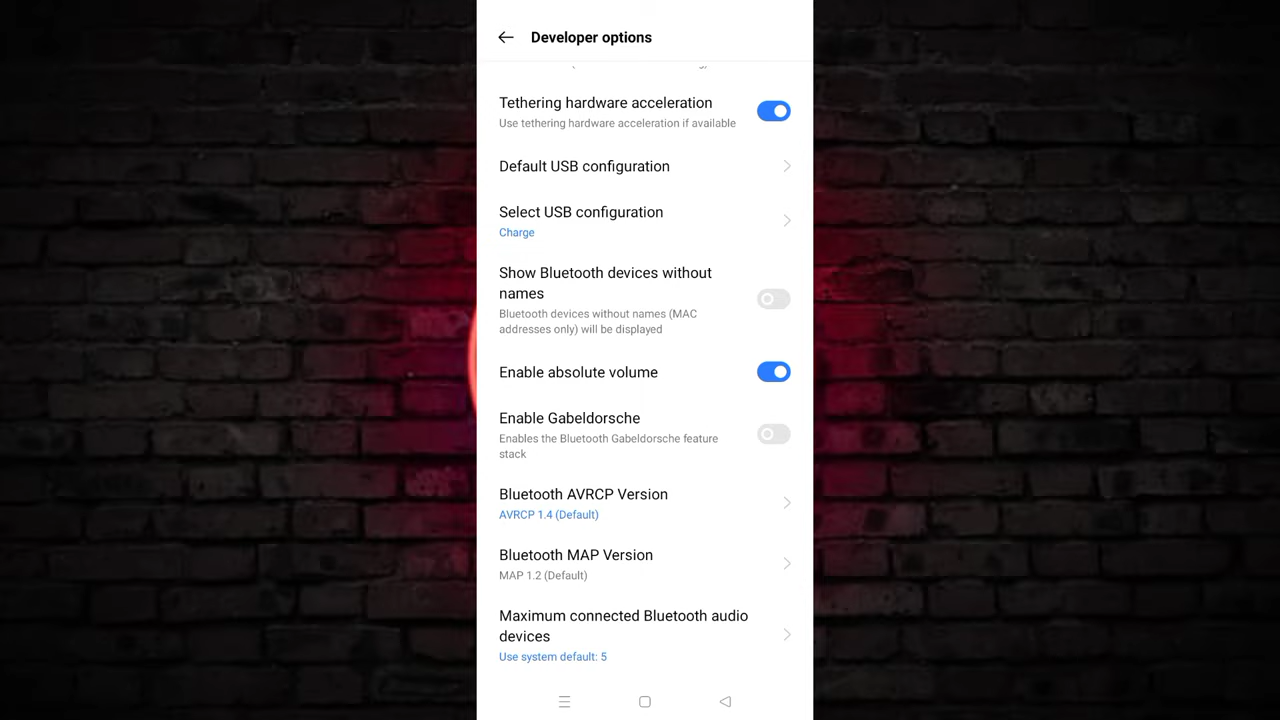 Developer options
Tethering hardware acceleration
Use tethering hardware acceleration if available
Default USB configuration
Select USB configuration
Charge
Show Bluetooth devices without
names
Bluetooth devices without names (MAC
addresses only) will be displayed
Enable absolute volume
Enable Gabeldorsche
Enables the Bluetooth Gabeldorsche feature
stack
Bluetooth AVRCP Version
AVRCP 1.4 (Default)
Bluetooth MAP Version
MAP 1.2 (Default)
Maximum connected Bluetooth audio
devices
Use system default: 5